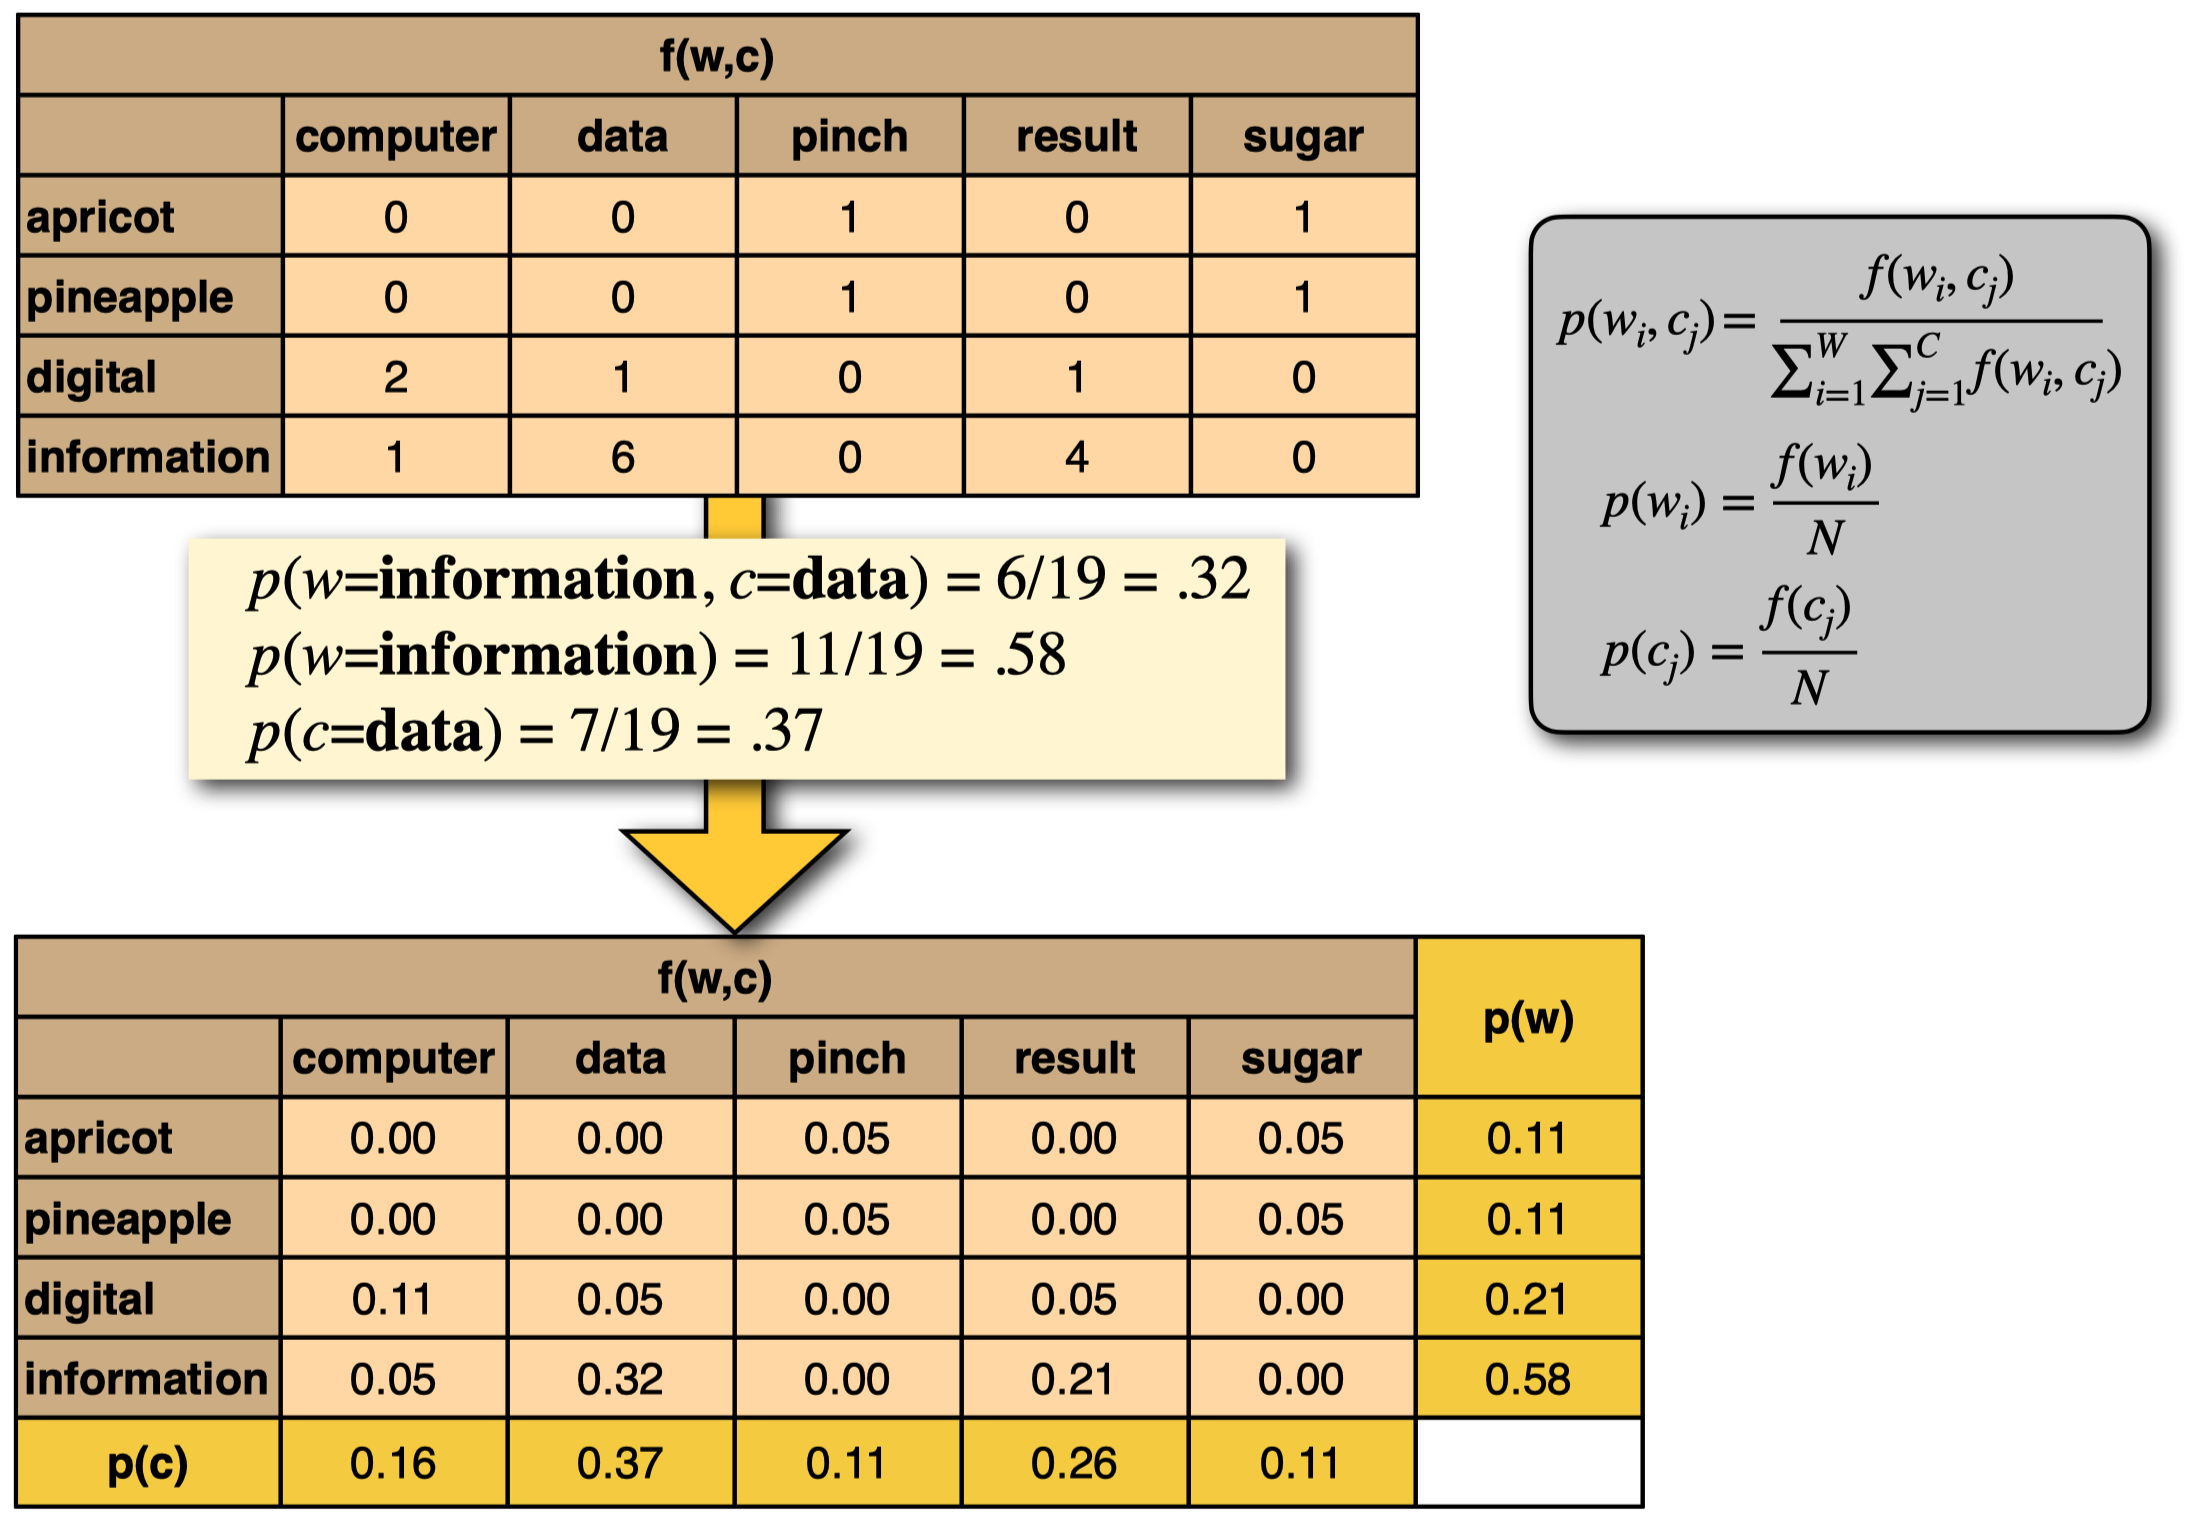 f(w,c)
computer data pinch result sugar
apricot 0 0 1 0 1
pineapple 0 0 1 0 1
digital 2 1 0 1 0
information 1 6 0 4 0
p(w_i, c_j) = f(w_i, c_j) / ∑_{i=1}^{W} ∑_{j=1}^{C} f(w_i, c_j)
p(w_i) = f(w_i) / N
p(c_j) = f(c_j) / N
p(w=information, c=data) = 6/19 = .32
p(w=information) = 11/19 = .58
p(c=data) = 7/19 = .37
f(w,c) p(w)
computer data pinch result sugar
apricot 0.00 0.00 0.05 0.00 0.05 0.11
pineapple 0.00 0.00 0.05 0.00 0.05 0.11
digital 0.11 0.05 0.00 0.05 0.00 0.21
information 0.05 0.32 0.00 0.21 0.00 0.58
p(c) 0.16 0.37 0.11 0.26 0.11